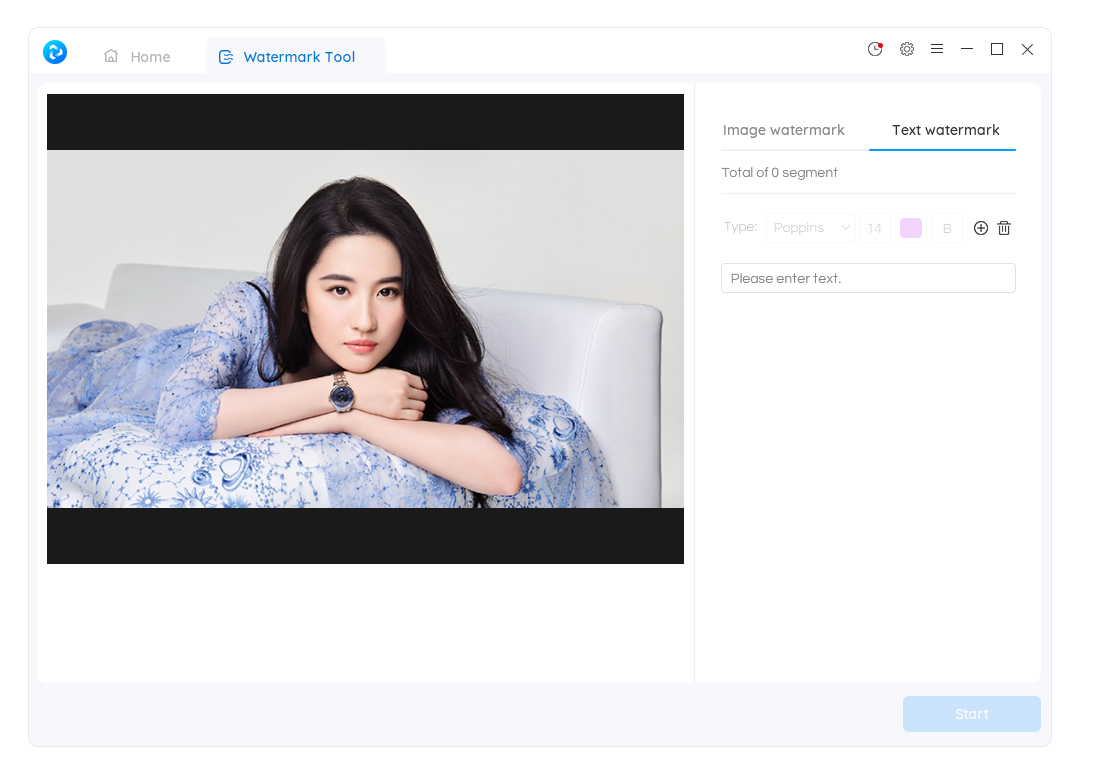 Home
Watermark Tool
Image watermark
Text watermark
Total of 0 segment
Type:
Poppins
14
B
Please enter text.
Start